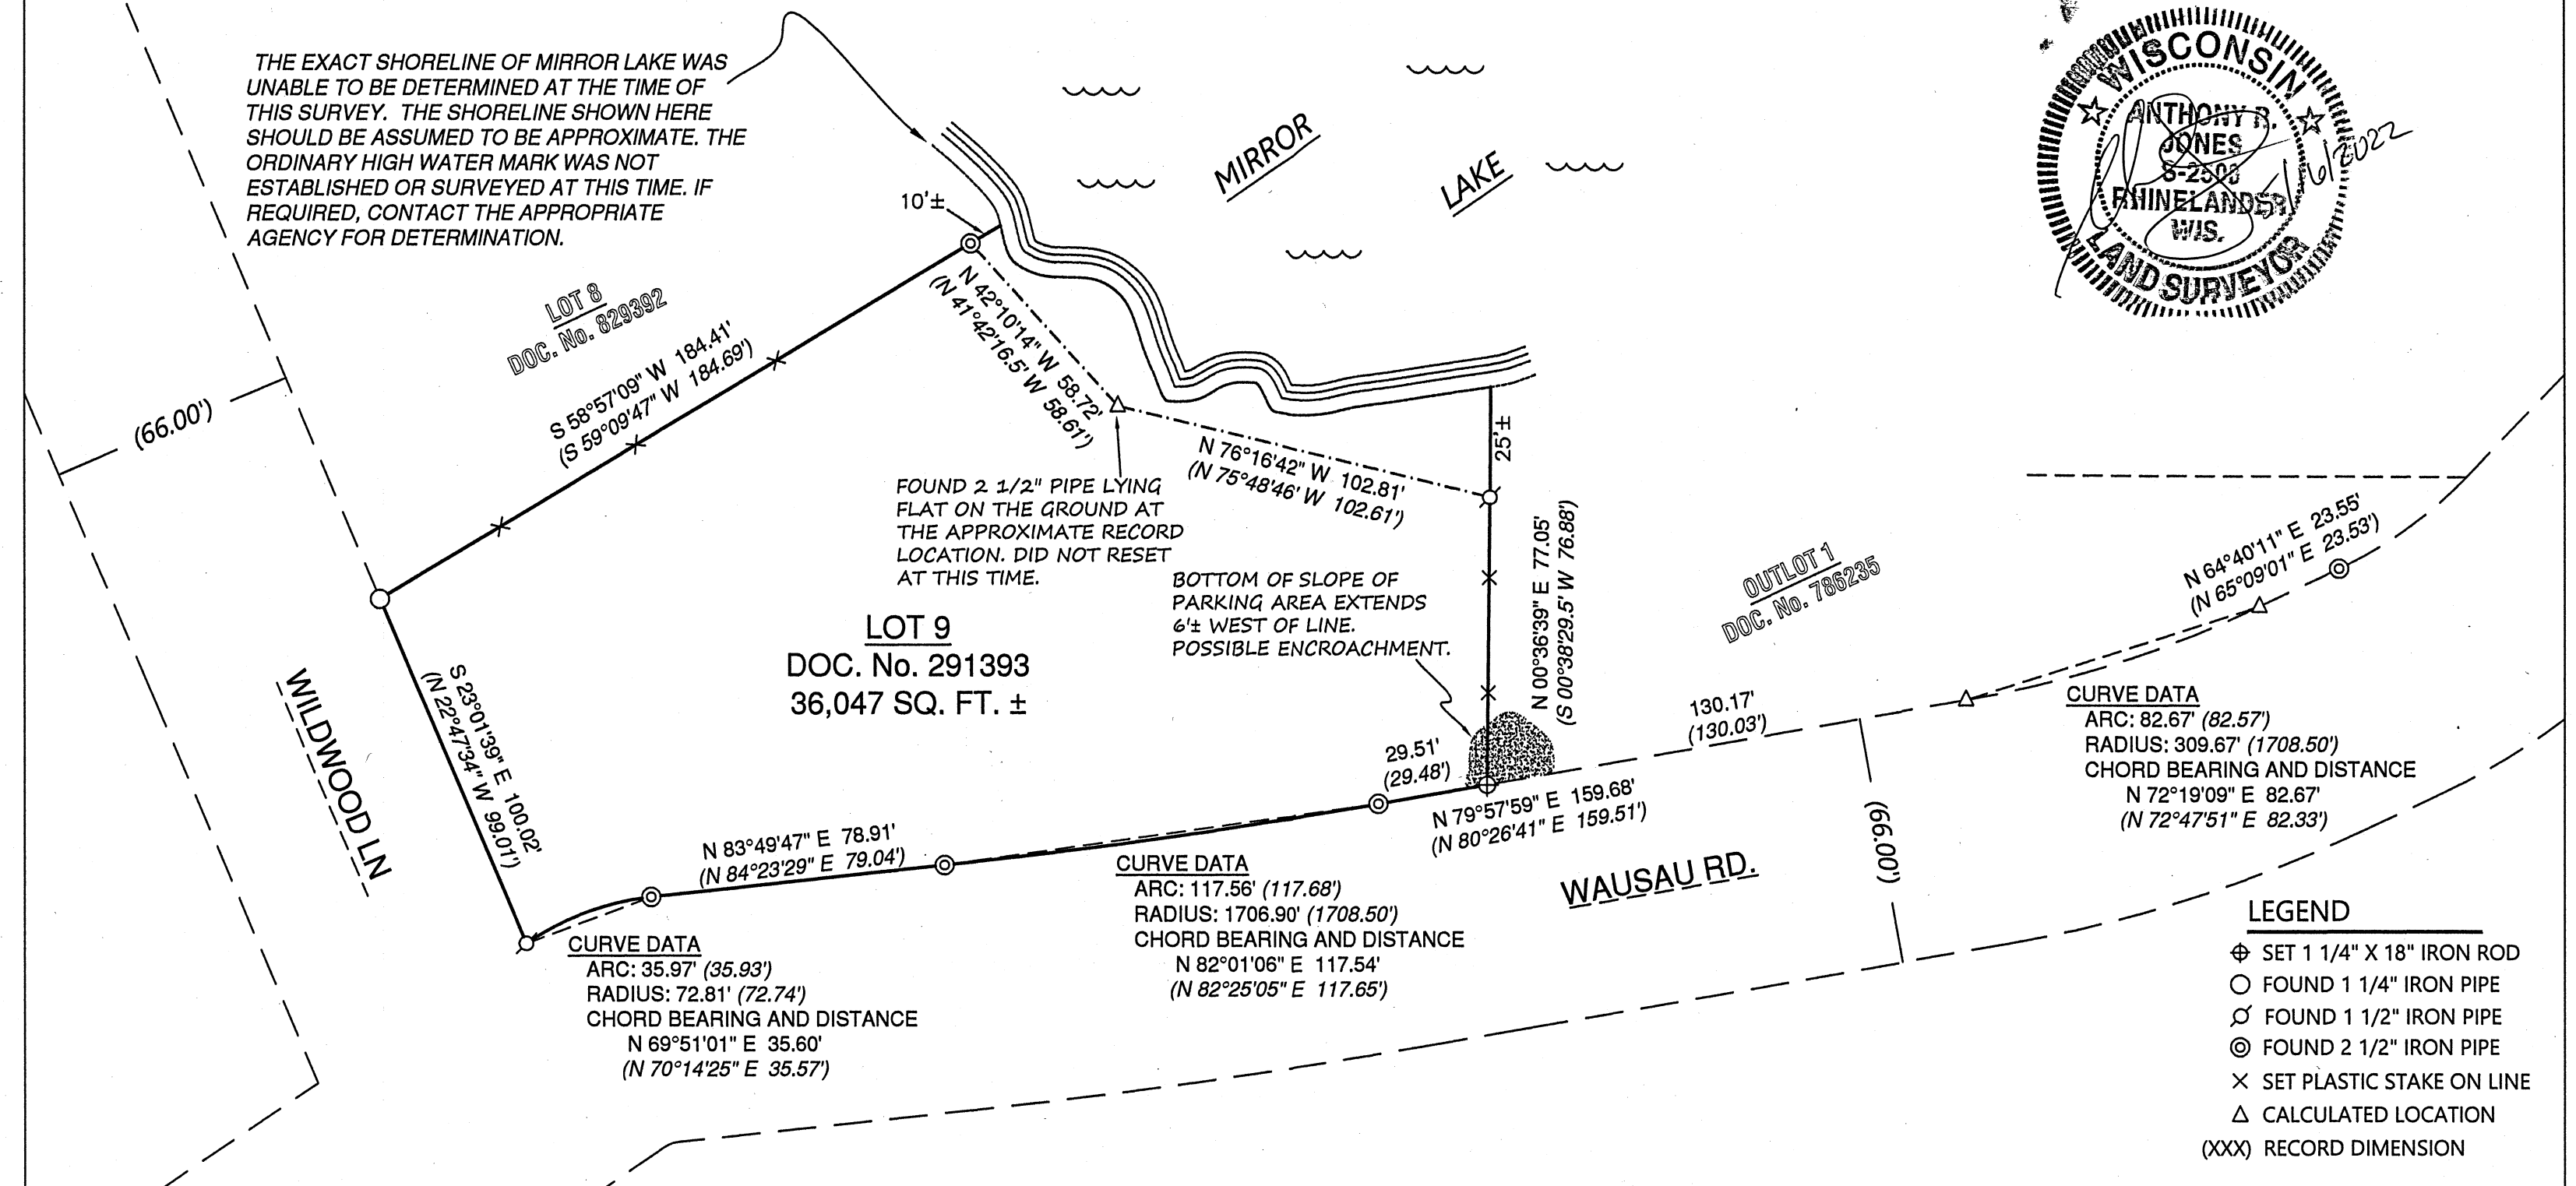 THE EXACT SHORELINE OF MIRROR LAKE WAS
UNABLE TO BE DETERMINED AT THE TIME OF
THIS SURVEY. THE SHORELINE SHOWN HERE
SHOULD BE ASSUMED TO BE APPROXIMATE. THE
ORDINARY HIGH WATER MARK WAS NOT
ESTABLISHED OR SURVEYED AT THIS TIME. IF
REQUIRED, CONTACT THE APPROPRIATE
AGENCY FOR DETERMINATION.
10'±
MIRROR
LAKE
WISCONSIN
ANTHONY R.
JONES
RHINELANDER
WIS.
LAND SURVEYOR
LOT 8
DOC. No. 829392
(66.00')
S 58°57'09" W 184.41'
(S 59°09'47" W 184.69')
N 42°10'14" W 58.72'
(N 41°42'16.5' W 58.61')
N 76°16'42" W 102.81'
(N 75°48'46' W 102.61')
25'±
FOUND 2 1/2" PIPE LYING
FLAT ON THE GROUND AT
THE APPROXIMATE RECORD
LOCATION. DID NOT RESET
AT THIS TIME.
BOTTOM OF SLOPE OF
PARKING AREA EXTENDS
6'± WEST OF LINE.
POSSIBLE ENCROACHMENT.
N 00°36'39" E 77.05'
(S 00°38'29.5' W 76.88')
OUTLOT 1
DOC. No. 786235
N 64°40'11" E 23.55'
(N 65°09'01" E 23.53')
LOT 9
DOC. No. 291393
36,047 SQ. FT. ±
WILDWOOD LN
S 23°01'39" E 100.02'
(N 22°47'34" W 99.01')
N 83°49'47" E 78.91'
(N 84°23'29" E 79.04')
29.51'
(29.48')
130.17'
(130.03')
N 79°57'59" E 159.68'
(N 80°26'41" E 159.51')
WAUSAU RD.
(66.00')
CURVE DATA
ARC: 82.67' (82.57')
RADIUS: 309.67' (1708.50')
CHORD BEARING AND DISTANCE
N 72°19'09" E 82.67'
(N 72°47'51" E 82.33')
CURVE DATA
ARC: 117.56' (117.68')
RADIUS: 1706.90' (1708.50')
CHORD BEARING AND DISTANCE
N 82°01'06" E 117.54'
(N 82°25'05" E 117.65')
CURVE DATA
ARC: 35.97' (35.93')
RADIUS: 72.81' (72.74')
CHORD BEARING AND DISTANCE
N 69°51'01" E 35.60'
(N 70°14'25" E 35.57')
LEGEND
SET 1 1/4" X 18" IRON ROD
FOUND 1 1/4" IRON PIPE
FOUND 1 1/2" IRON PIPE
FOUND 2 1/2" IRON PIPE
SET PLASTIC STAKE ON LINE
CALCULATED LOCATION
(XXX) RECORD DIMENSION